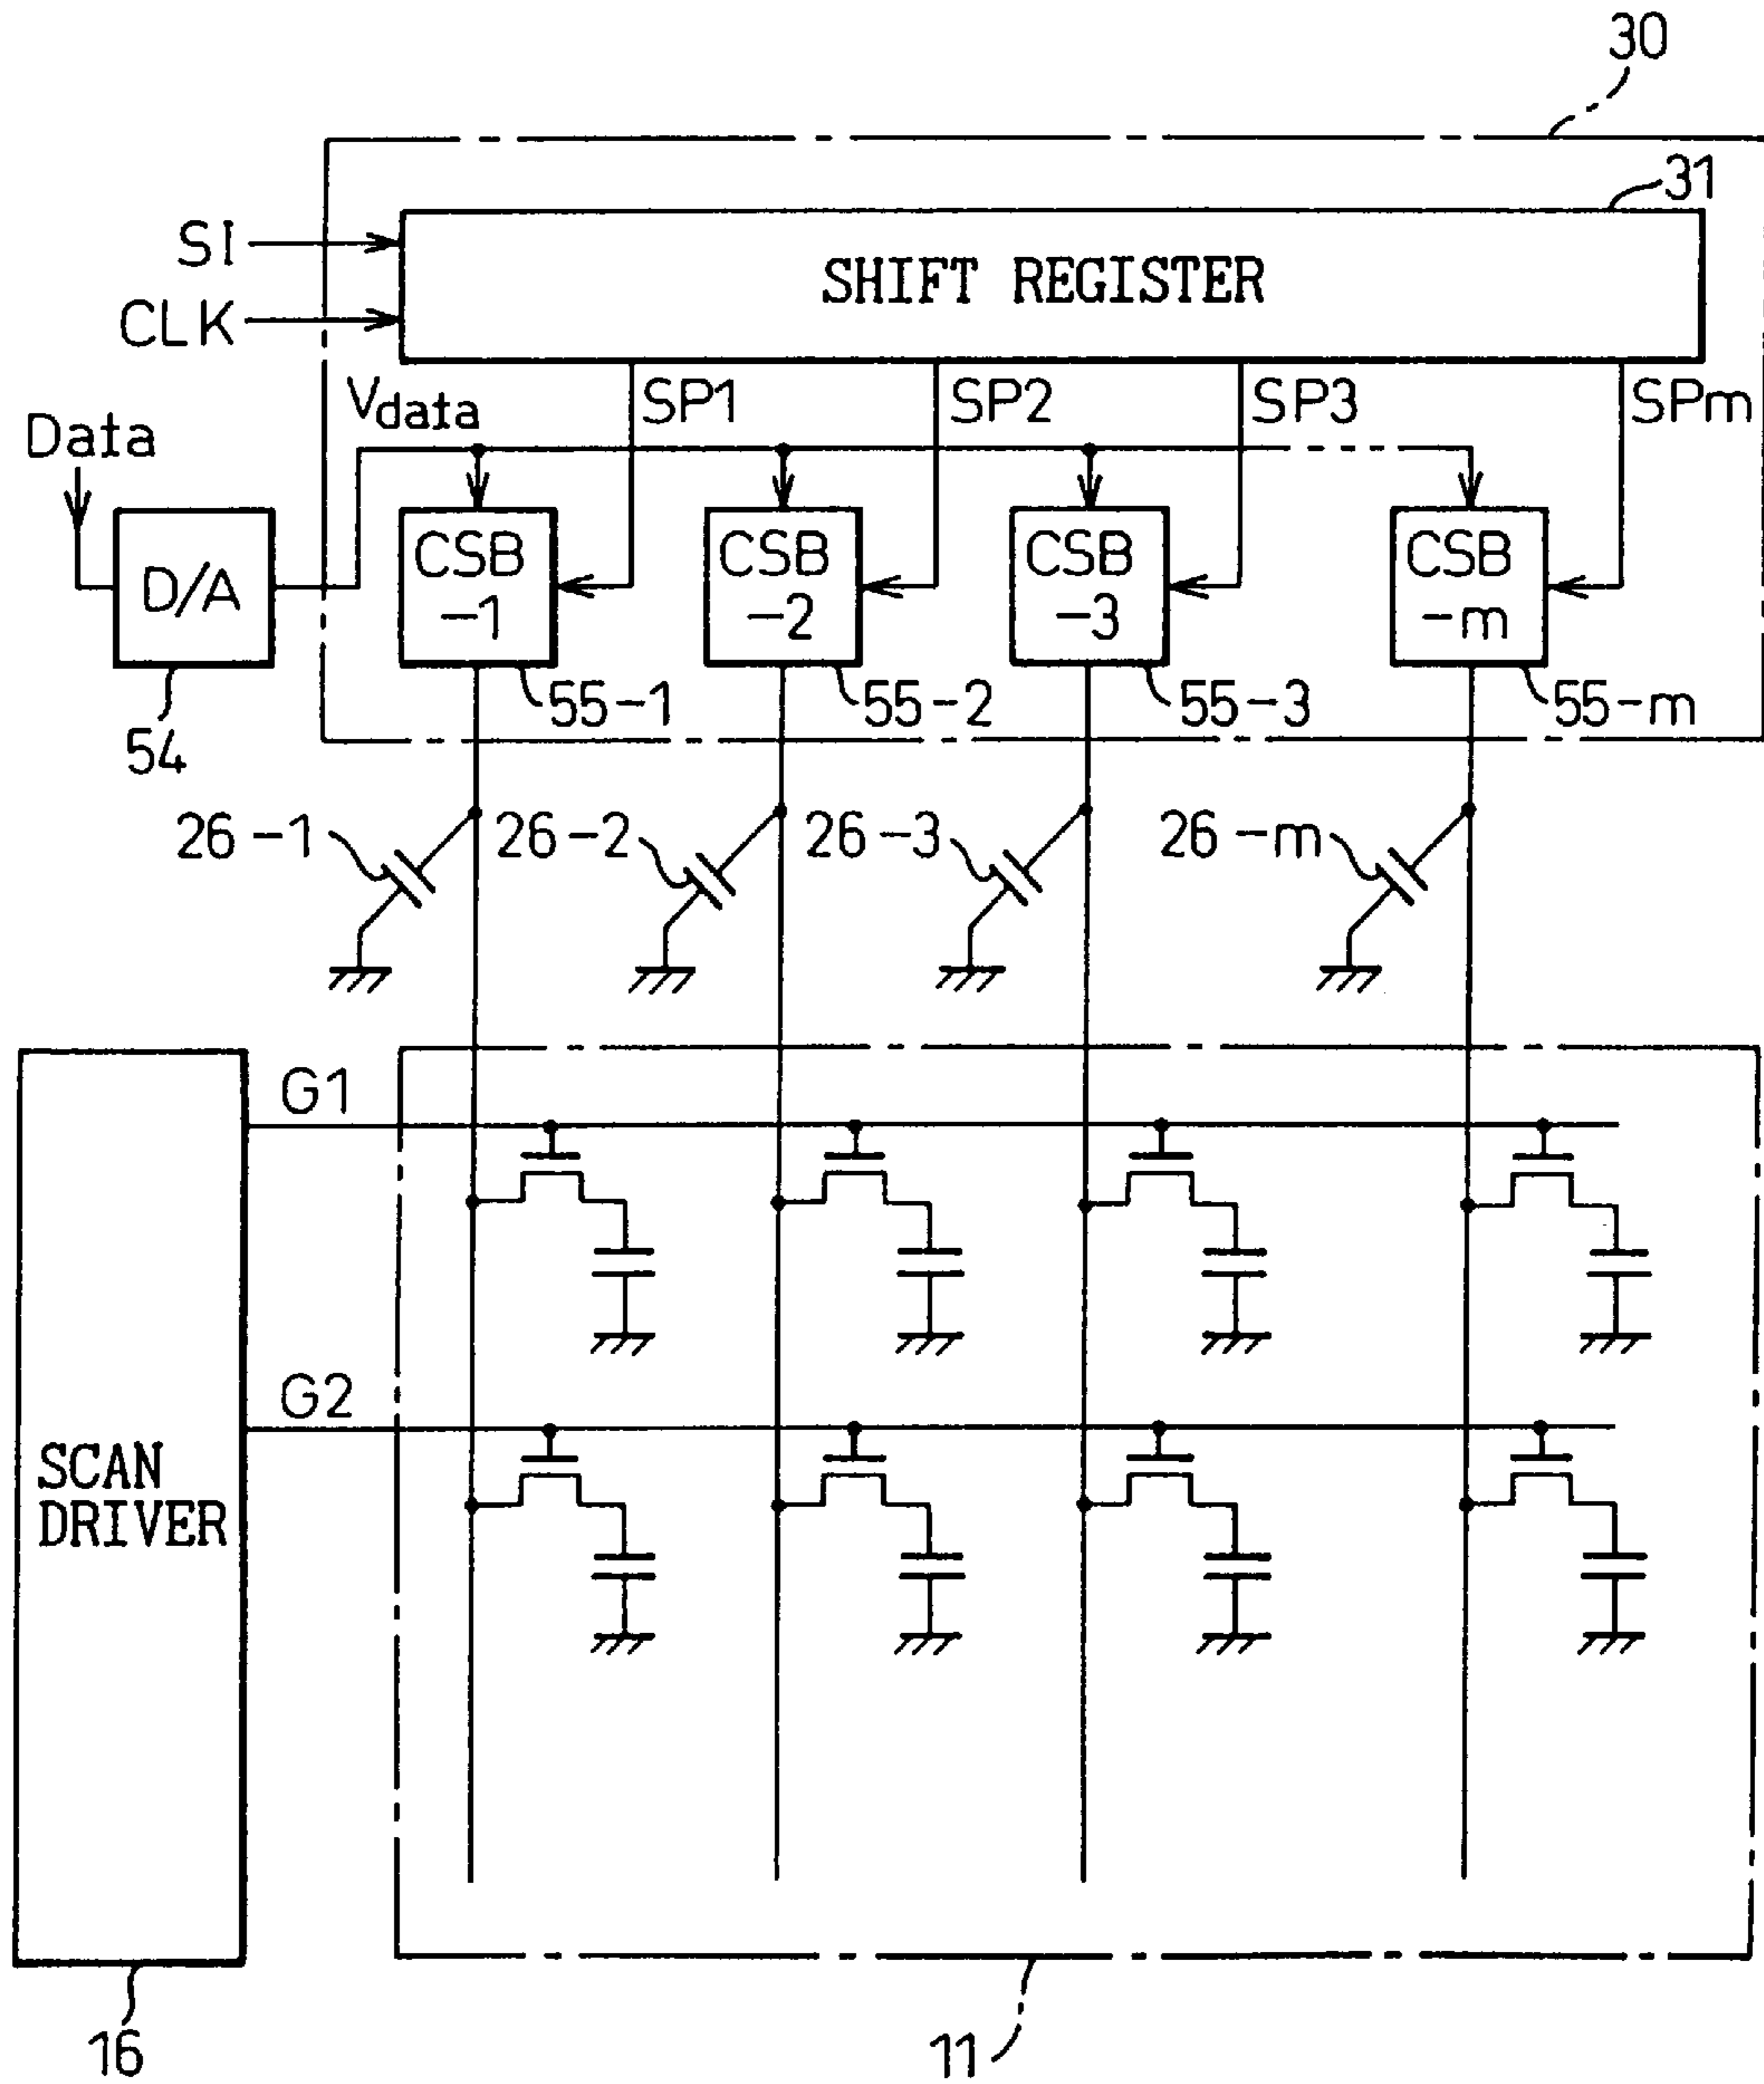 30
31
SI
SHIFT REGISTER
CLK
Vdata
SP1
SP2
SP3
SPm
Data
D/A
CSB
-1
CSB
-2
CSB
-3
CSB
-m
54
55-1
55-2
55-3
55-m
26-1
26-2
26-3
26-m
G1
G2
SCAN
DRIVER
16
11